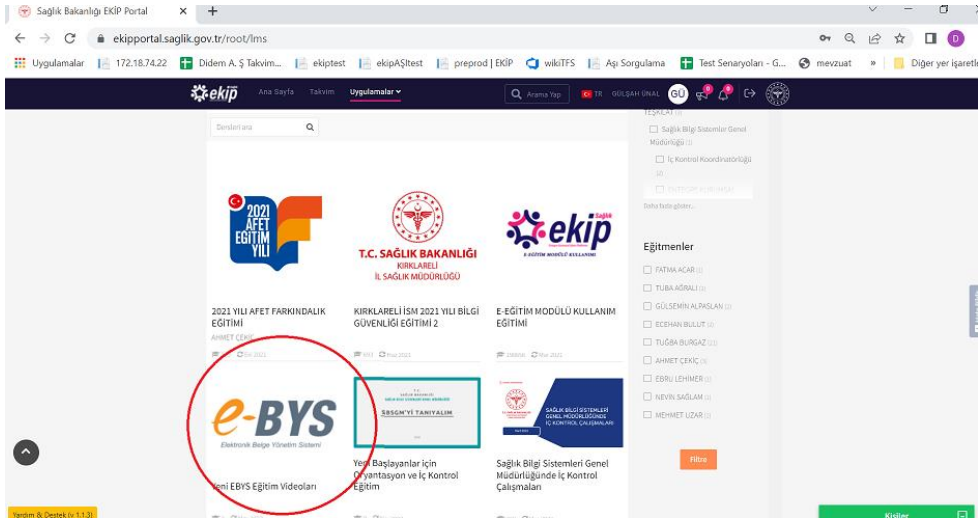 Sağlık Bakanlığı EKİP Portal
ekipportal.saglik.gov.tr/root/lms
Uygulamalar
172.18.74.22
Didem A. Ş Takvim...
ekiptest
ekipAŞItest
preprod | EKİP
wikiTFS
Aşı Sorgulama
Test Senaryoları - G...
mevzuat
»
Diğer yer işaretle
ekip
Ana Sayfa
Takvim
Uygulamalar
Arama Yap
TR
GÜLŞAH ÜNAL
GÜ
Dersleri ara
TEŞKİLAT
Sağlık Bilgi Sistemler Genel
Müdürlüğü
İç Kontrol Koordinatörlüğü
Daha fazla göster...
2021
AFET
EĞİTİM
YILI
T.C. SAĞLIK BAKANLIĞI
KIRKLARELİ
İL SAĞLIK MÜDÜRLÜĞÜ
ekip
Sağlık
E-EĞİTİM MODÜLÜ KULLANIMI
2021 YILI AFET FARKINDALIK
EĞİTİMİ
AHMET ÇEKİÇ
KIRKLARELİ İSM 2021 YILI BİLGİ
GÜVENLİĞİ EĞİTİMİ 2
E-EĞİTİM MODÜLÜ KULLANIM
EĞİTİMİ
Eğitmenler
FATMA ACAR
TUBA AĞRALI
GÜLSEMİN ALPASLAN
ECEHAN BULUT
TUĞBA BURGAZ
AHMET ÇEKİÇ
EBRU LEHİMER
NEVİN SAĞLAM
MEHMET UZAR
Filtre
e-BYS
Elektronik Belge Yönetim Sistemi
SBSGM'Yİ TANIYALIM
SAĞLIK BİLGİ SİSTEMLERİ
GENEL MÜDÜRLÜĞÜNDE
İÇ KONTROL ÇALIŞMALARI
Yeni EBYS Eğitim Videoları
Yeni Başlayanlar için
Oryantasyon ve İç Kontrol
Eğitim
Sağlık Bilgi Sistemleri Genel
Müdürlüğünde İç Kontrol
Çalışmaları
Yardım & Destek (v 1.1.3)
Kişiler